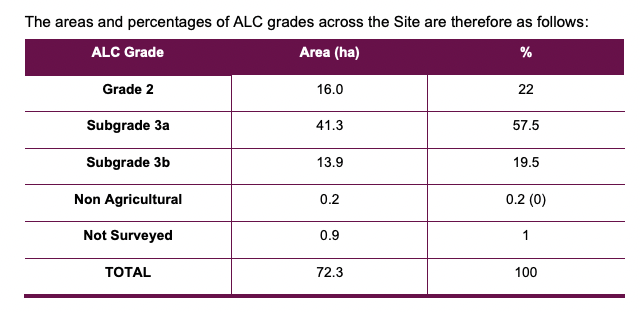 The areas and percentages of ALC grades across the Site are therefore as follows:
ALC Grade Area (ha) %
Grade 2 16.0 22
Subgrade 3a 41.3 57.5
Subgrade 3b 13.9 19.5
Non Agricultural 0.2 0.2 (0)
Not Surveyed 0.9 1
TOTAL 72.3 100